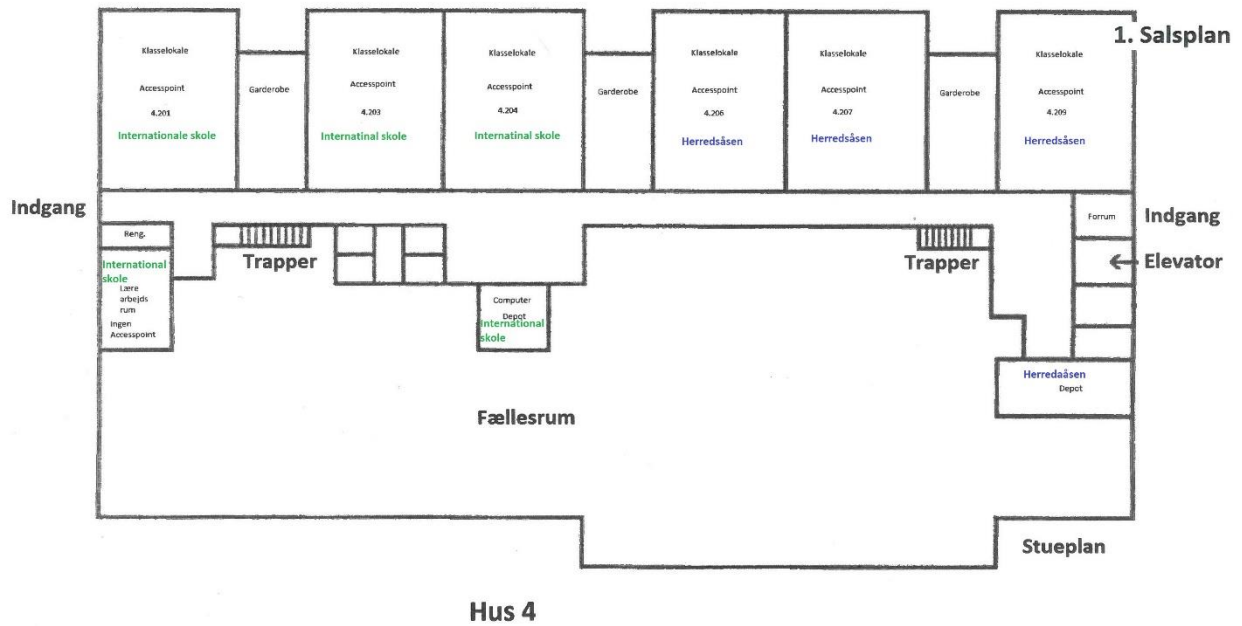 1. Salsplan
Klasselokale
Accesspoint
4.201
Internationale skole
Garderobe
Klasselokale
Accesspoint
4.203
Internatinal skole
Klasselokale
Accesspoint
4.204
Internatinal skole
Garderobe
Klasselokale
Accesspoint
4.206
Herredsåsen
Klasselokale
Accesspoint
4.207
Herredsåsen
Garderobe
Klasselokale
Accesspoint
4.209
Herredsåsen
Indgang
Reng.
International
skole
Lære
arbejds
rum
Ingen
Accesspoint
Trapper
Computer
Depot
International
skole
Trapper
Forrum
Indgang
Elevator
Herredaåsen
Depot
Fællesrum
Stueplan
Hus 4